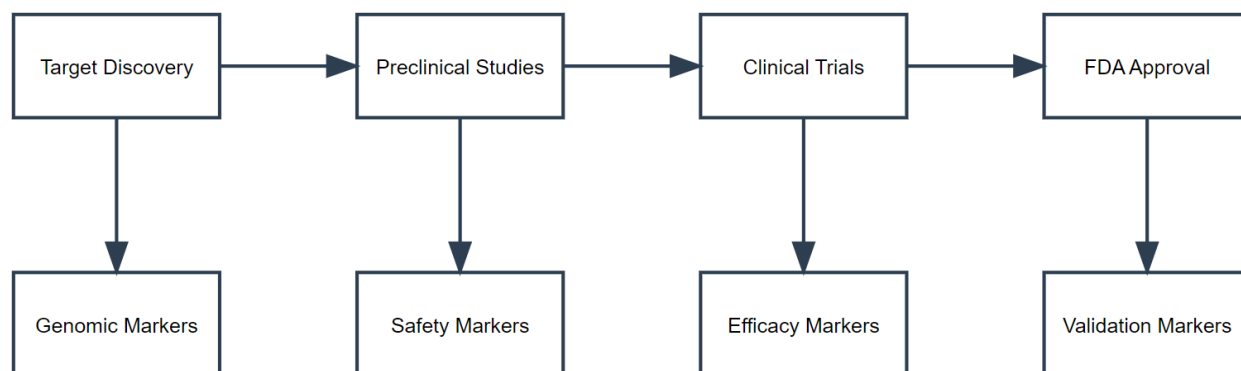 Target Discovery
Preclinical Studies
Clinical Trials
FDA Approval
Genomic Markers
Safety Markers
Efficacy Markers
Validation Markers